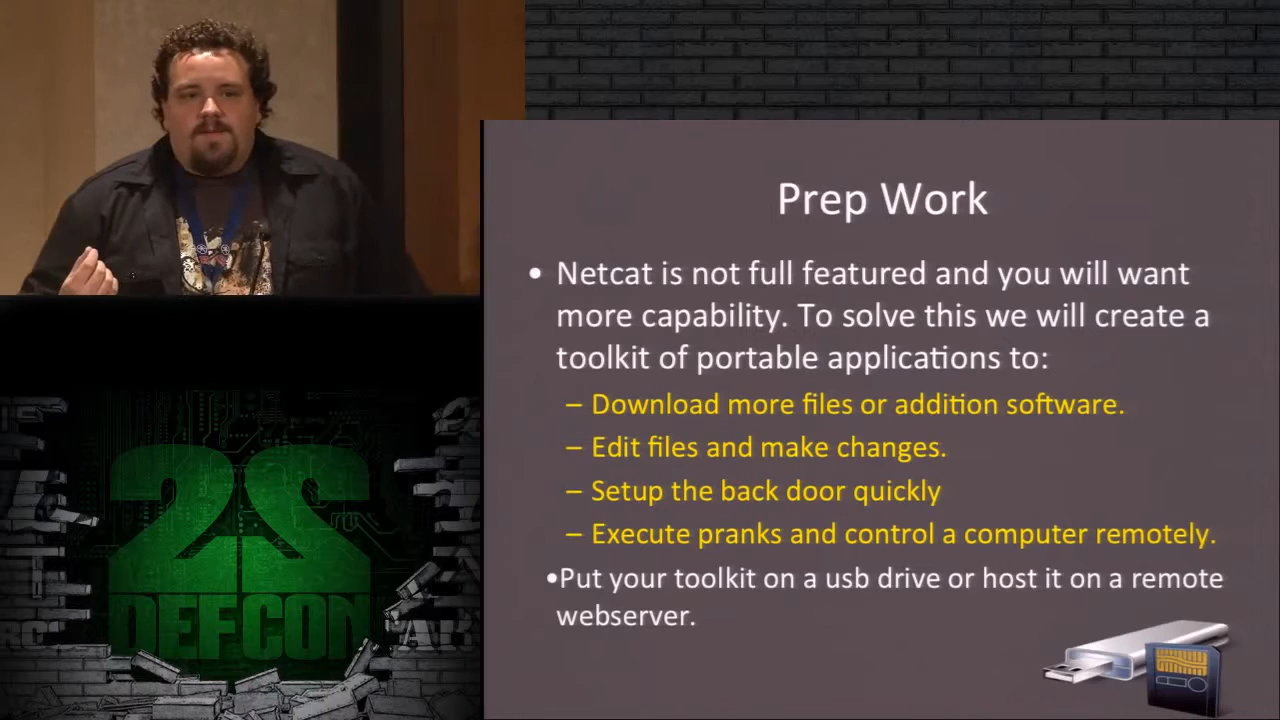 Prep Work
• Netcat is not full featured and you will want
more capability. To solve this we will create a
toolkit of portable applications to:
– Download more files or addition software.
– Edit files and make changes.
– Setup the back door quickly
– Execute pranks and control a computer remotely.
•Put your toolkit on a usb drive or host it on a remote
webserver.
22
DEFCON